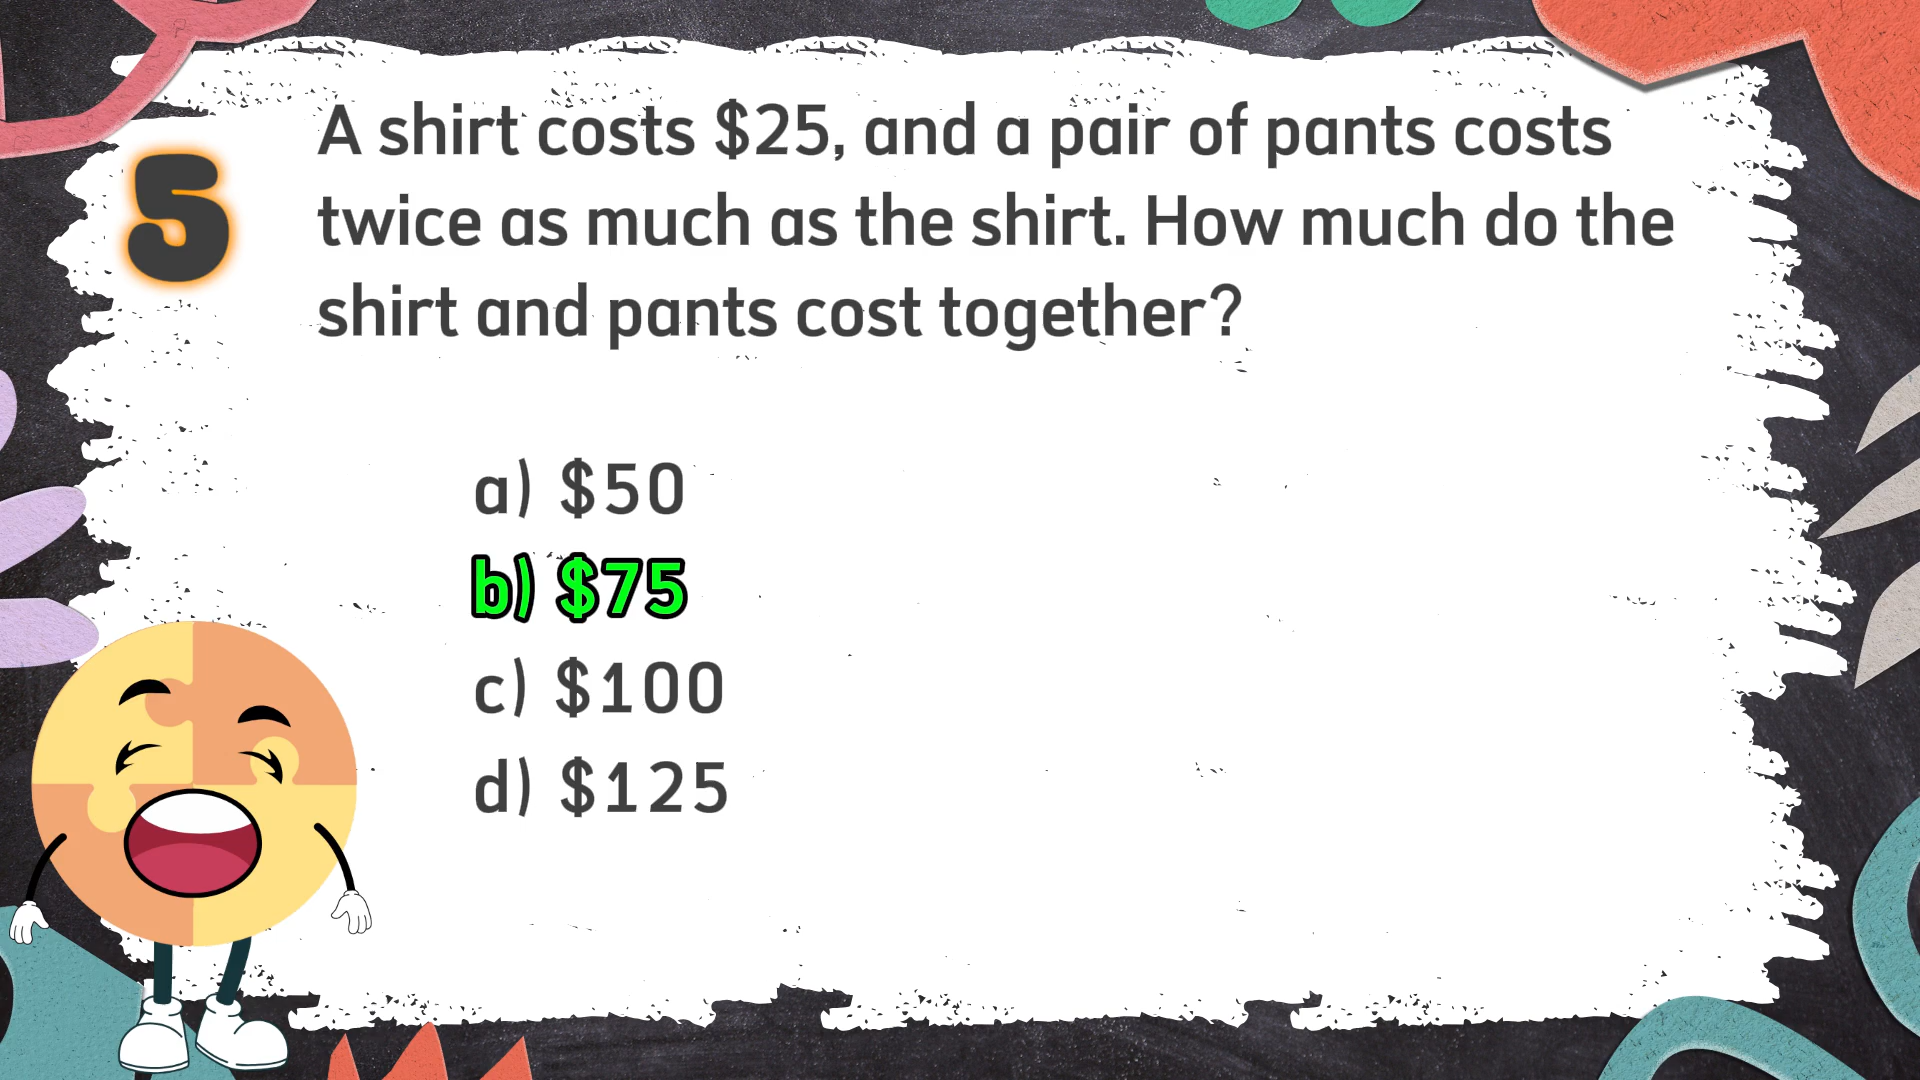 5
A shirt costs $25, and a pair of pants costs
twice as much as the shirt. How much do the
shirt and pants cost together?
a) $50
b) $75
c) $100
d) $125